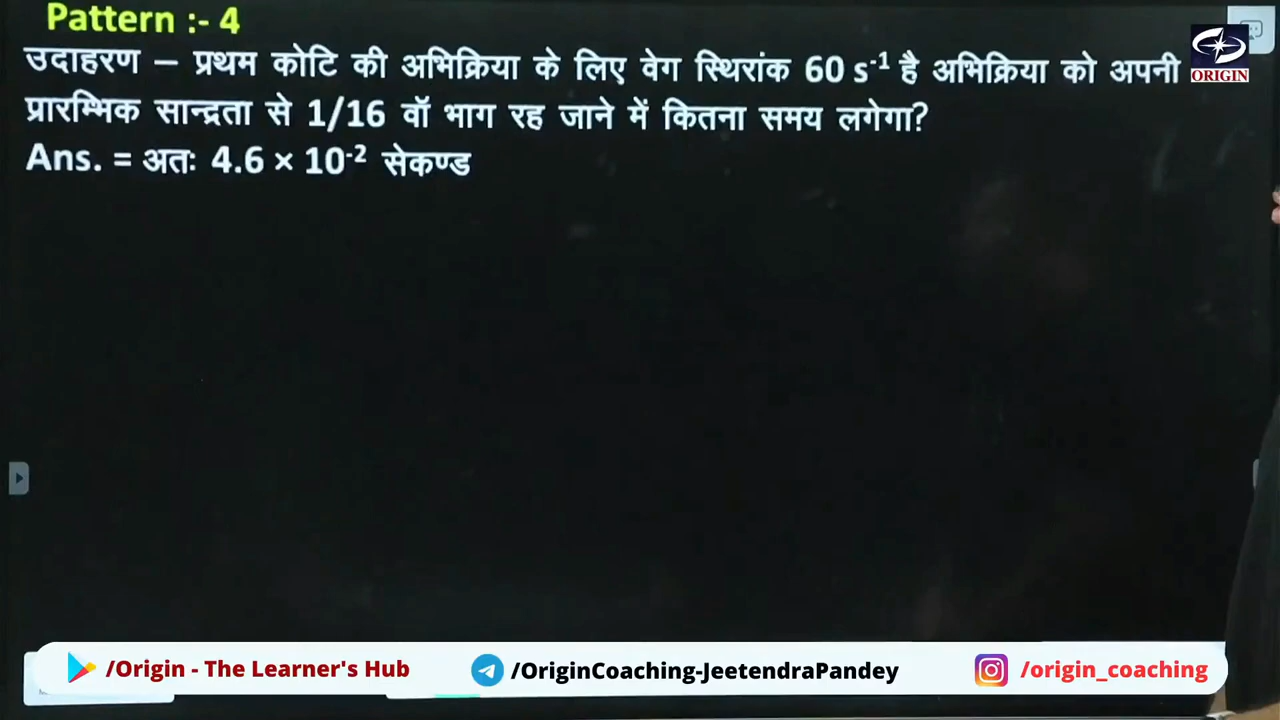 Pattern :- 4
उदाहरण – प्रथम कोटि की अभिक्रिया के लिए वेग स्थिरांक 60 s⁻¹ है अभिक्रिया को अपनी
प्रारम्भिक सान्द्रता से 1/16 वॉ भाग रह जाने में कितना समय लगेगा?
Ans. = अतः 4.6 × 10⁻² सेकण्ड
ORIGIN
/Origin - The Learner's Hub
/OriginCoaching-JeetendraPandey
/origin_coaching